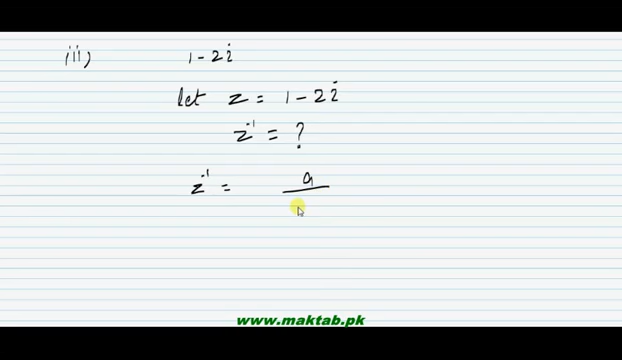 (ii) 1 - 2i
let z = 1 - 2i
z⁻¹ = ?
z⁻¹ = a
www.maktab.pk